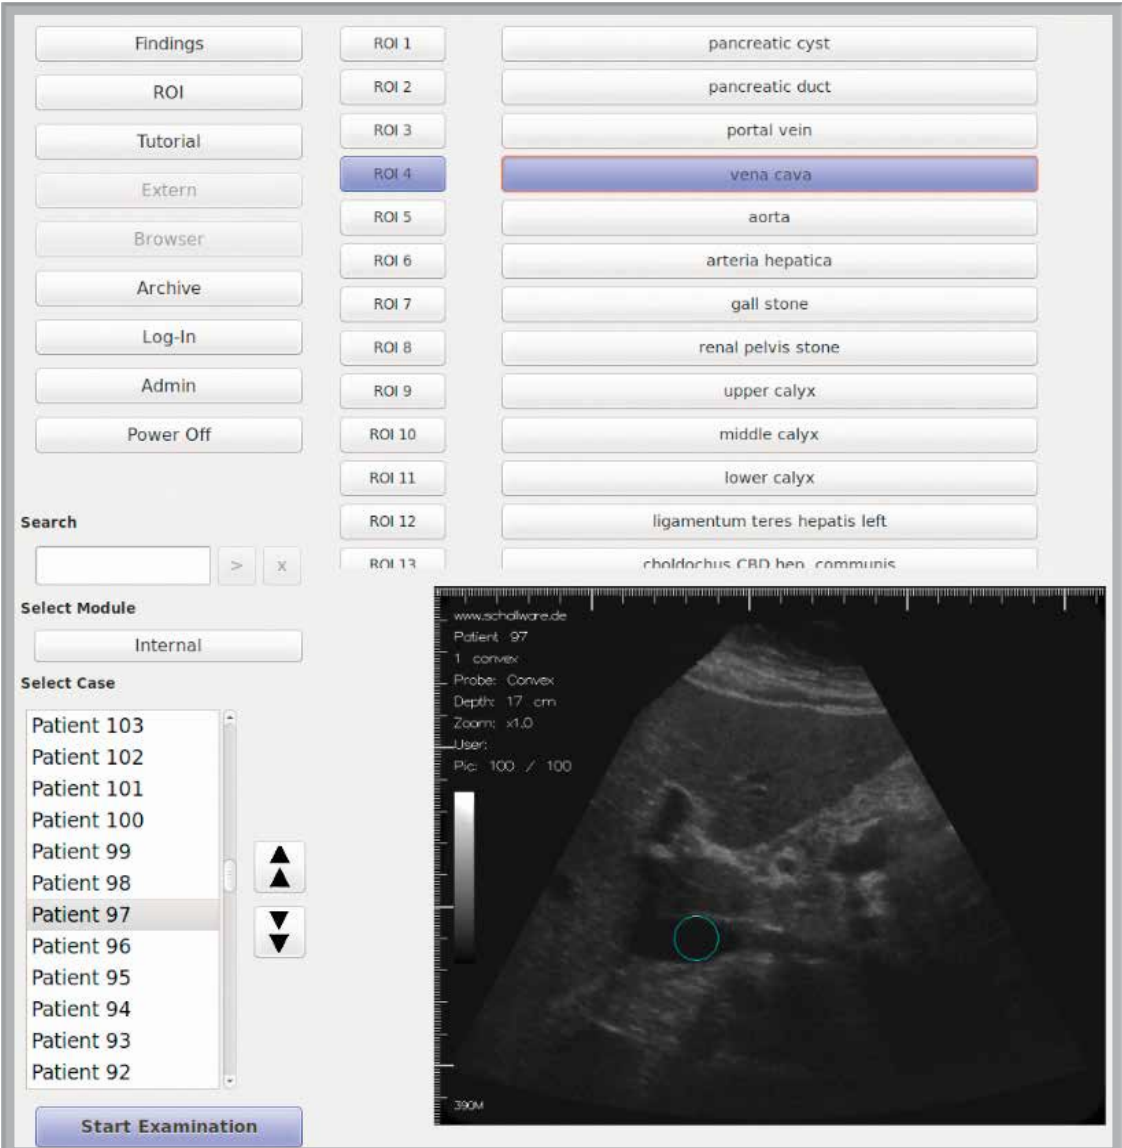 Findings
ROI
Tutorial
Extern
Browser
Archive
Log-In
Admin
Power Off
Search
> x
Select Module
Internal
Select Case
Patient 103
Patient 102
Patient 101
Patient 100
Patient 99
Patient 98
Patient 97
Patient 96
Patient 95
Patient 94
Patient 93
Patient 92
Start Examination
ROI 1 pancreatic cyst
ROI 2 pancreatic duct
ROI 3 portal vein
ROI 4 vena cava
ROI 5 aorta
ROI 6 arteria hepatica
ROI 7 gall stone
ROI 8 renal pelvis stone
ROI 9 upper calyx
ROI 10 middle calyx
ROI 11 lower calyx
ROI 12 ligamentum teres hepatis left
ROI 13 choldochus CBD hep. communis
www.schallware.de
Patient 97
1 convex
Probe: Convex
Depth: 17 cm
Zoom: x1.0
User:
Pic: 100 / 100
390M